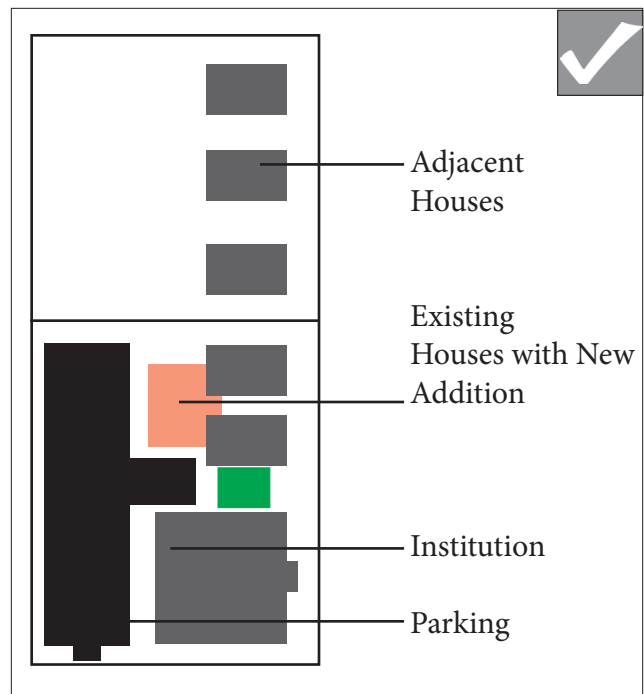 Adjacent
Houses
Existing
Houses with New
Addition
Institution
Parking